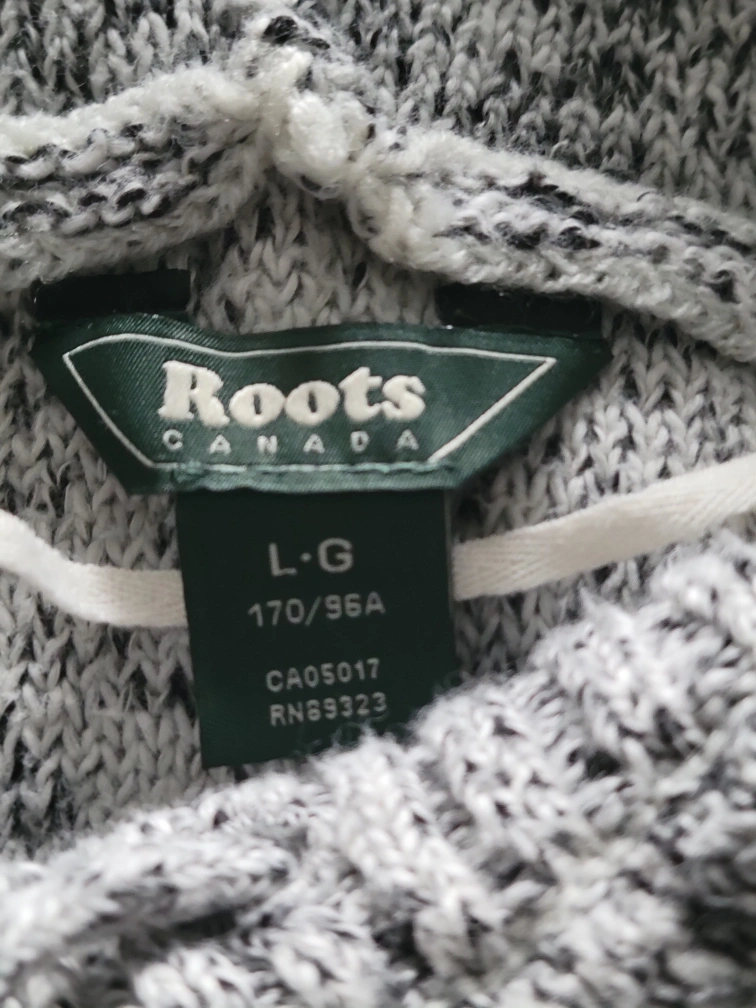 Roots
CANADA
L·G
170/96A
CA05017
RN89323